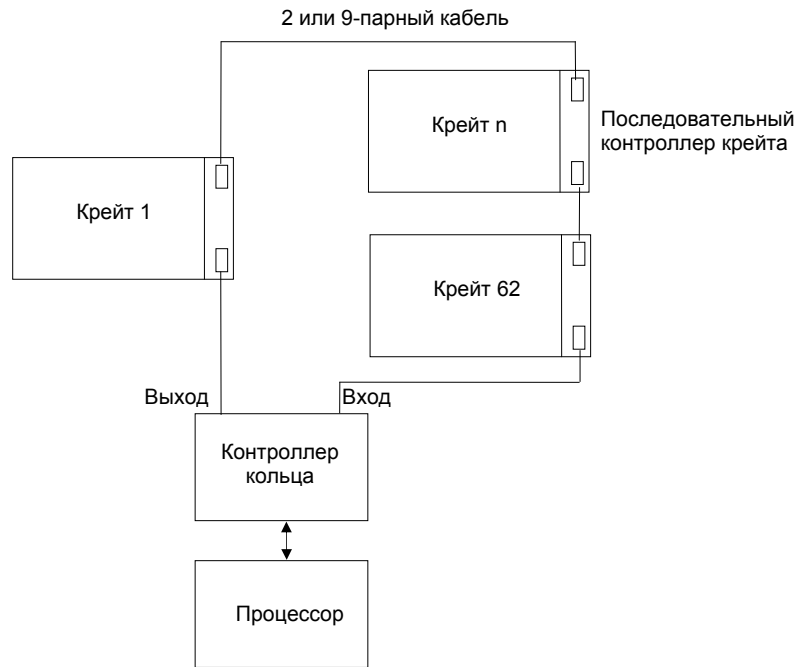 2 или 9-парный кабель
Крейт n
Последовательный
контроллер крейта
Крейт 1
Крейт 62
Выход
Вход
Контроллер
кольца
Процессор